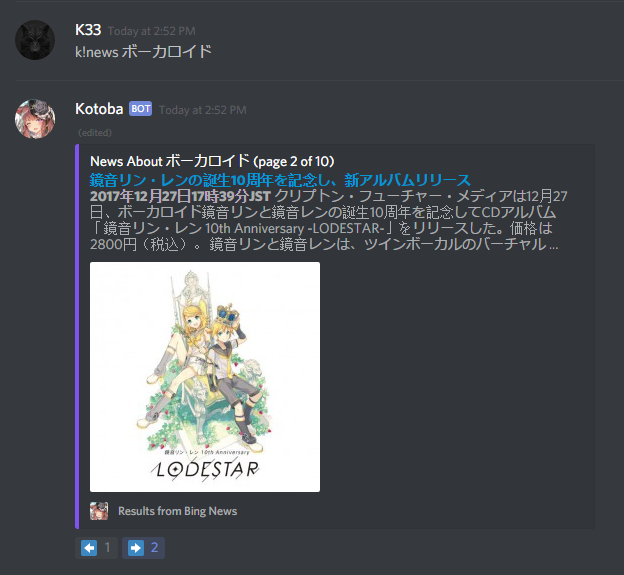 K33 Today at 2:52 PM
k!news ボーカロイド
Kotoba BOT Today at 2:52 PM
(edited)
News About ボーカロイド (page 2 of 10)
鏡音リン・レンの誕生10周年を記念し、新アルバムリリース
2017年12月27日17時39分JST クリプトン・フューチャー・メディアは12月27
日、ボーカロイド鏡音リンと鏡音レンの誕生10周年を記念してCDアルバム
「鏡音リン・レン 10th Anniversary -LODESTAR-」をリリースした。価格は
2800円（税込）。 鏡音リンと鏡音レンは、ツインボーカルのバーチャル ...
鏡音リン・レン 10th Anniversary
LODESTAR
Results from Bing News
1 2